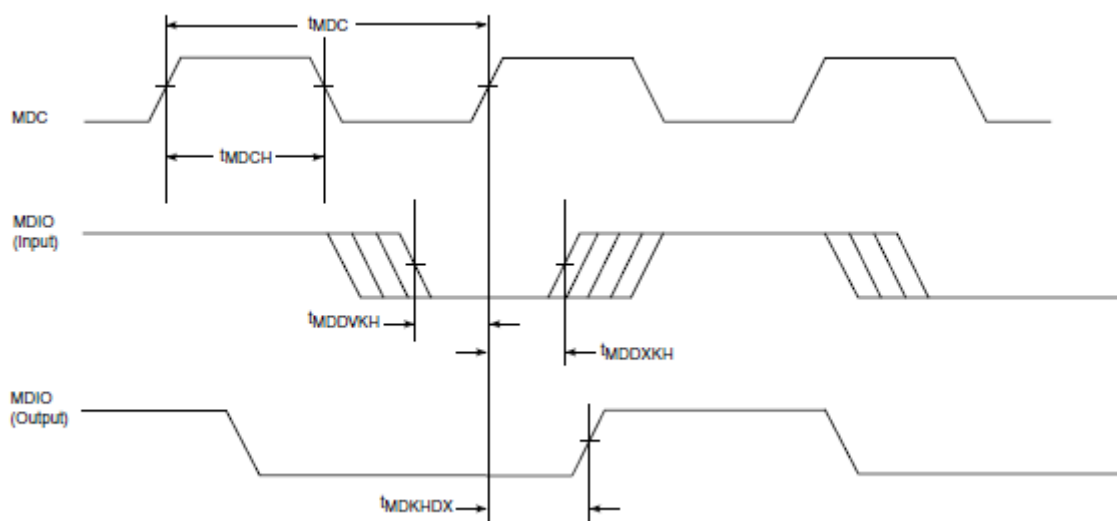 tMDC
MDC
tMDCH
MDIO
(Input)
tMDDVKH
tMDDXKH
MDIO
(Output)
tMDKHDX